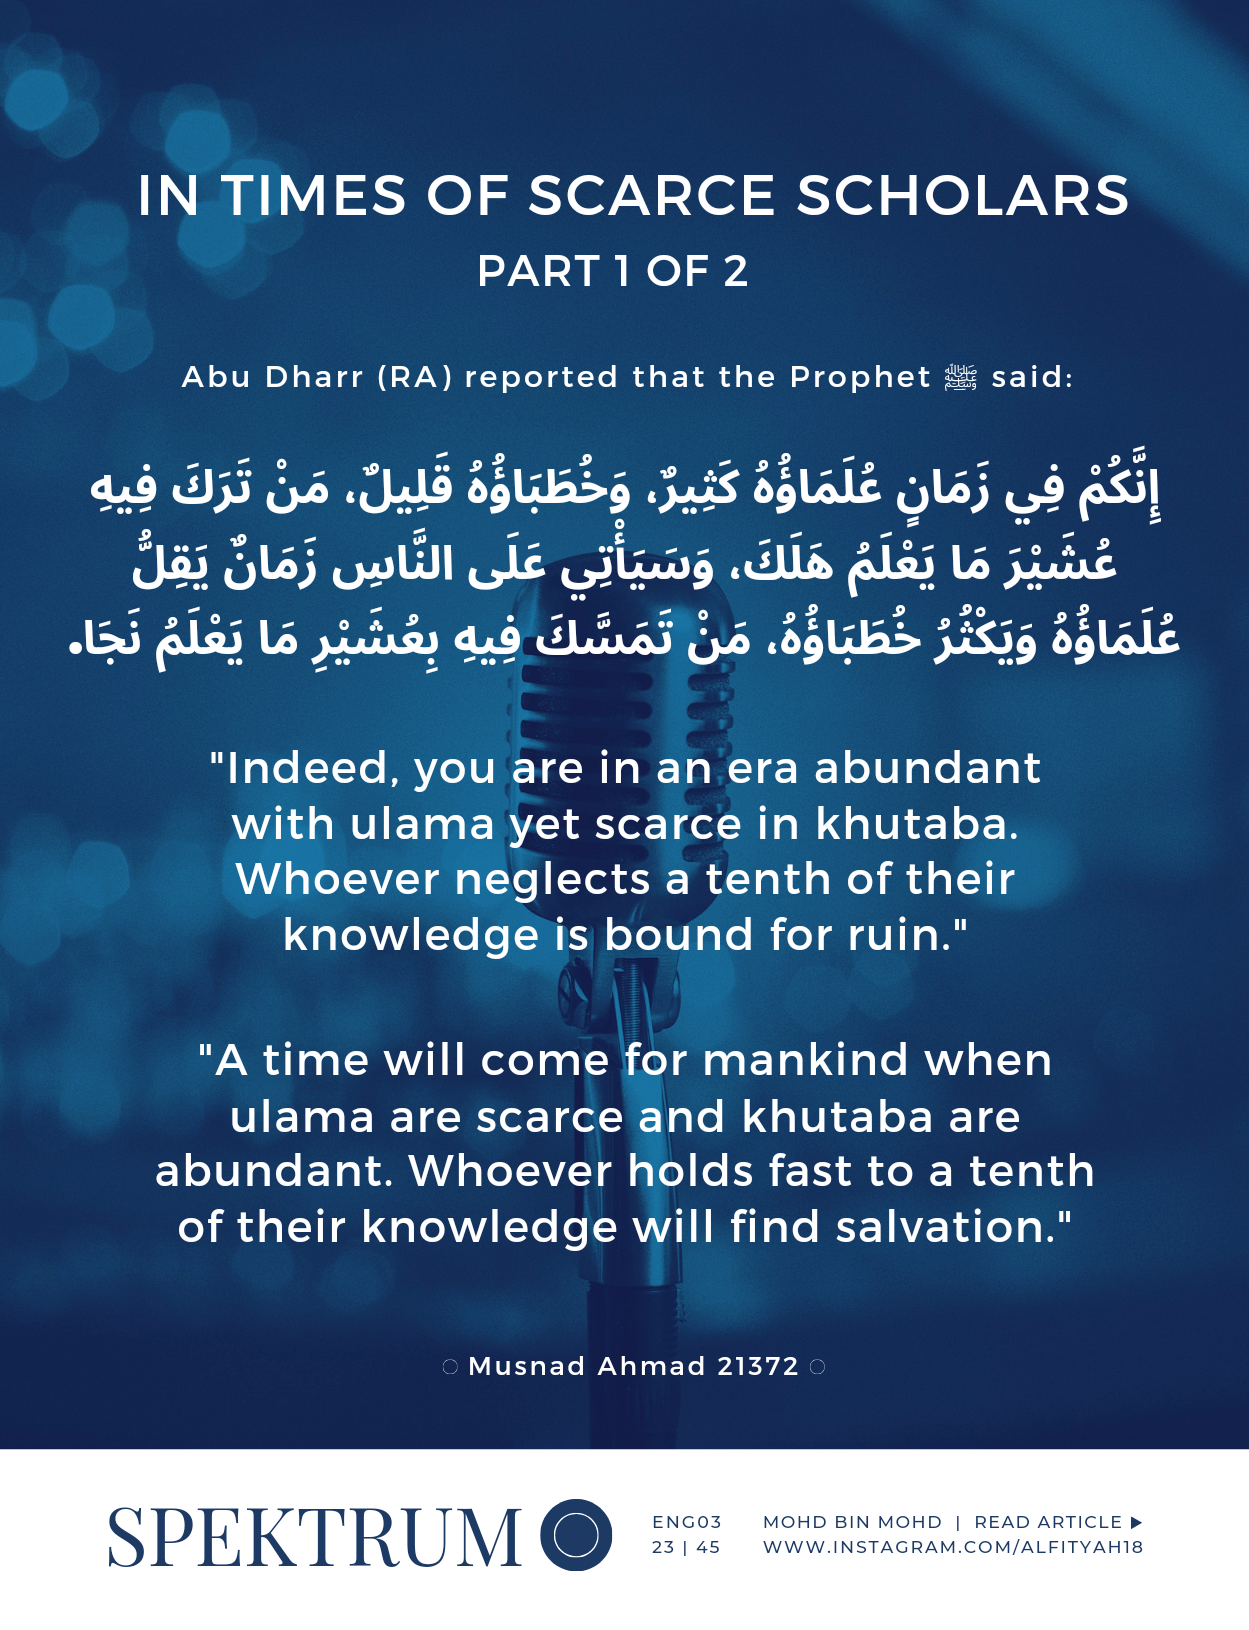 IN TIMES OF SCARCE SCHOLARS
PART 1 OF 2
Abu Dharr (RA) reported that the Prophet ﷺ said:
إِنَّكُمْ فِي زَمَانٍ عُلَمَاؤُهُ كَثِيرٌ، وَخُطَبَاؤُهُ قَلِيلٌ، مَنْ تَرَكَ فِيهِ
عُشَيْرَ مَا يَعْلَمُ هَلَكَ، وَسَيَأْتِي عَلَى النَّاسِ زَمَانٌ يَقِلُّ
عُلَمَاؤُهُ وَيَكْثُرُ خُطَبَاؤُهُ، مَنْ تَمَسَّكَ فِيهِ بِعُشَيْرِ مَا يَعْلَمُ نَجَا.
"Indeed, you are in an era abundant
with ulama yet scarce in khutaba.
Whoever neglects a tenth of their
knowledge is bound for ruin."
"A time will come for mankind when
ulama are scarce and khutaba are
abundant. Whoever holds fast to a tenth
of their knowledge will find salvation."
Musnad Ahmad 21372
SPEKTRUM
ENG03
23 | 45
MOHD BIN MOHD | READ ARTICLE ▶
WWW.INSTAGRAM.COM/ALFITYAH18